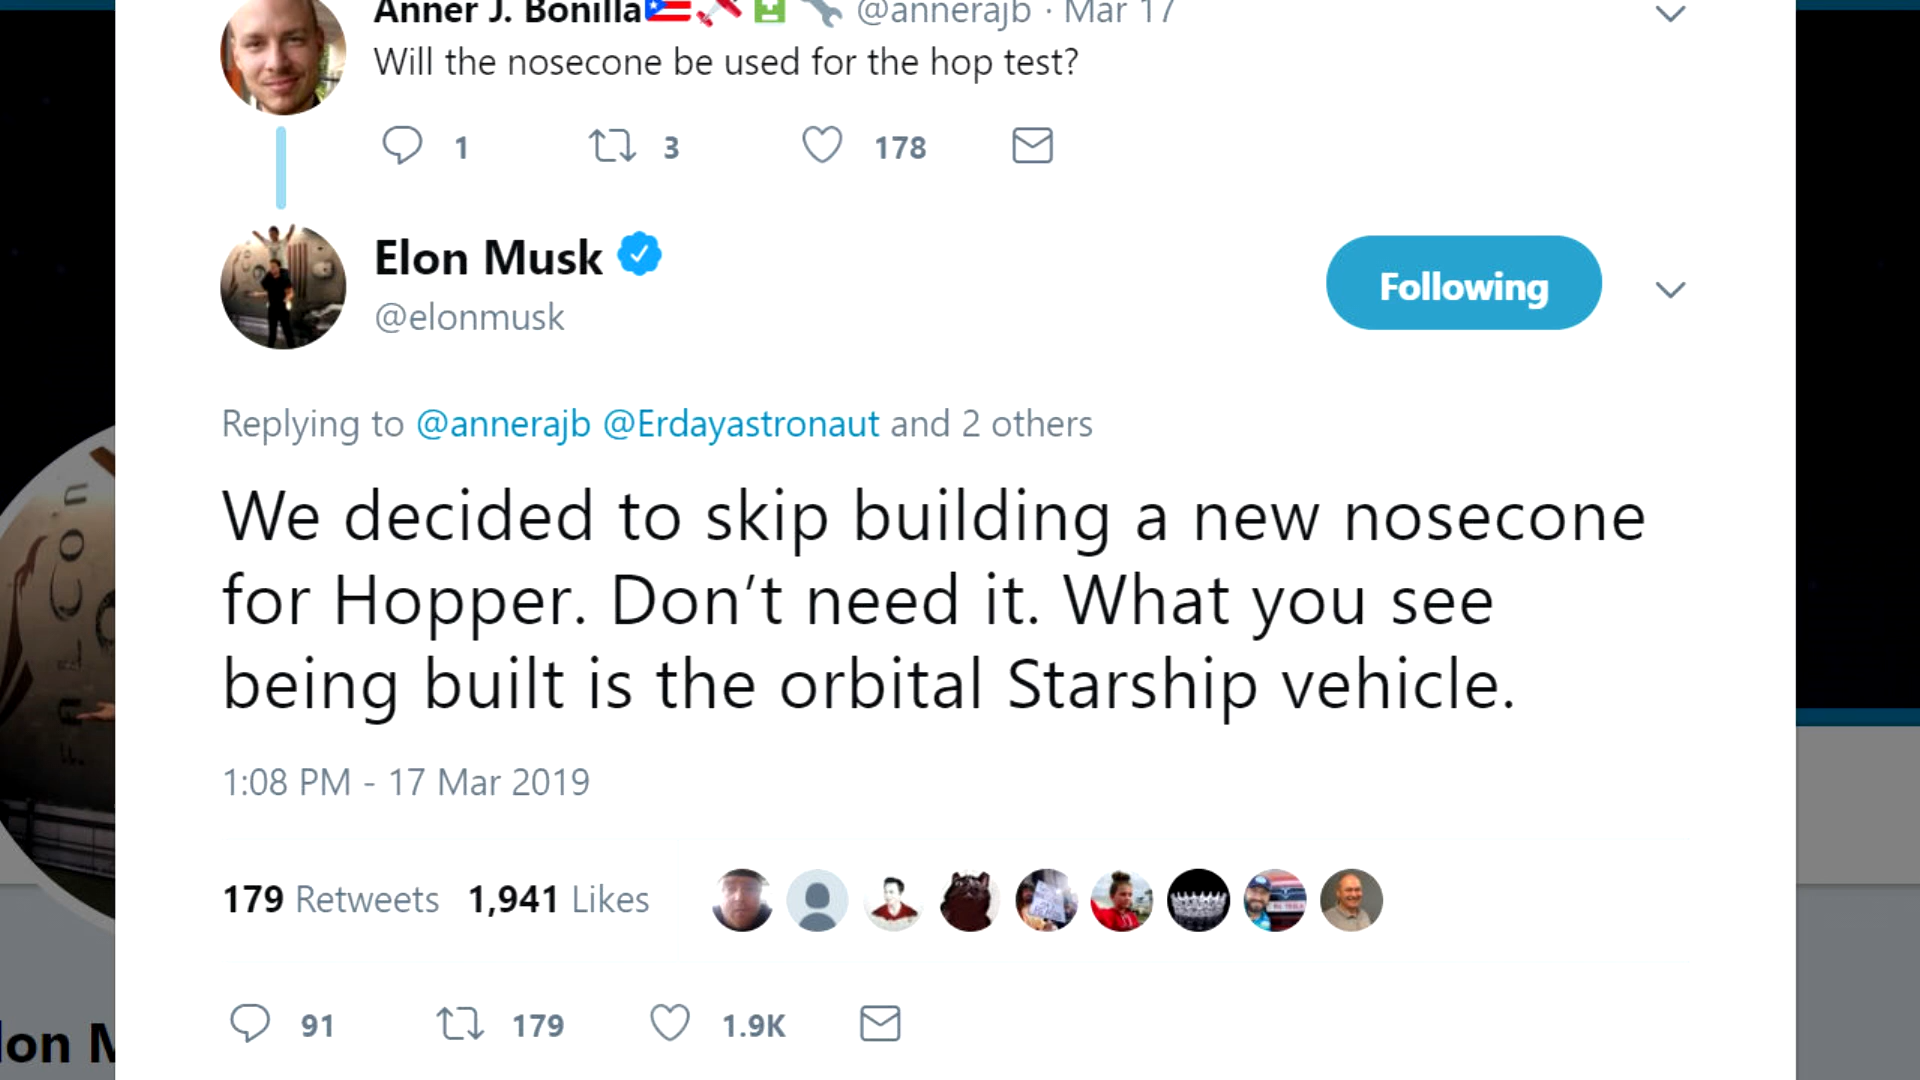 Anner J. Bonilla🇵🇷 @annerajb · Mar 17
Will the nosecone be used for the hop test?
1 3 178
Elon Musk
@elonmusk
Following
Replying to @annerajb @Erdayastronaut and 2 others
We decided to skip building a new nosecone
for Hopper. Don’t need it. What you see
being built is the orbital Starship vehicle.
1:08 PM - 17 Mar 2019
179 Retweets 1,941 Likes
91 179 1.9K
lon M
FALCON